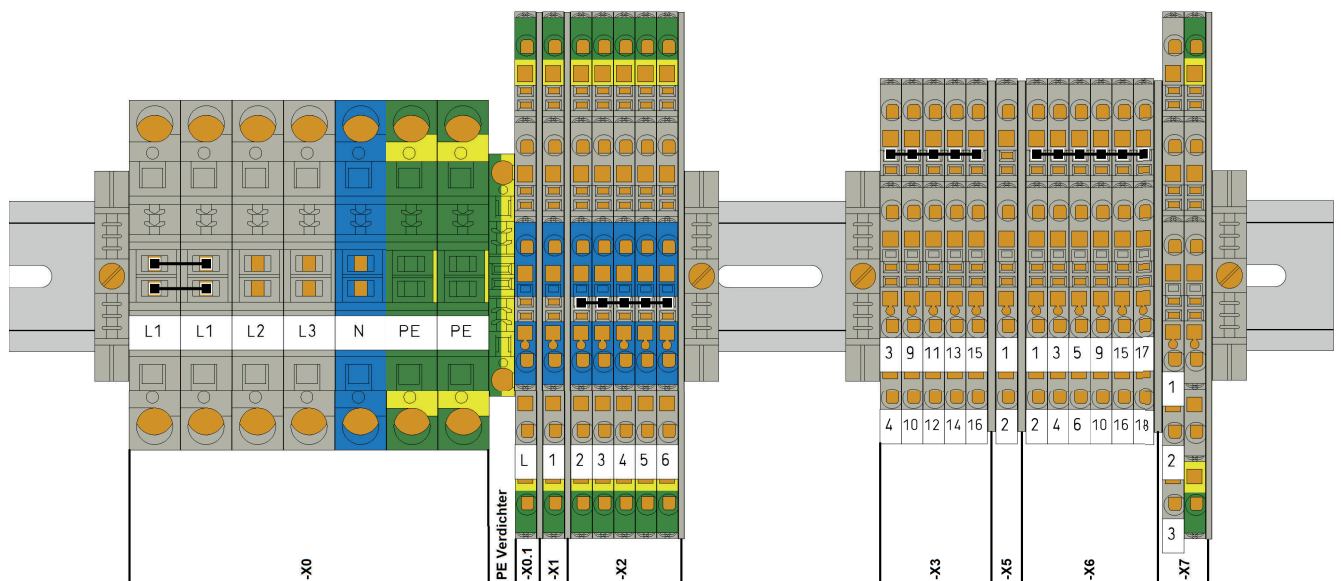 L1 L1 L2 L3 N PE PE
3 9 11 13 15 1 1 3 5 9 15 17
1
4 10 12 14 16 2 2 4 6 10 16 18
L 1 2 3 4 5 6
2
3
-X0
PE Verdichter
-X0.1
-X1
-X2
-X3
-X5
-X6
-X7